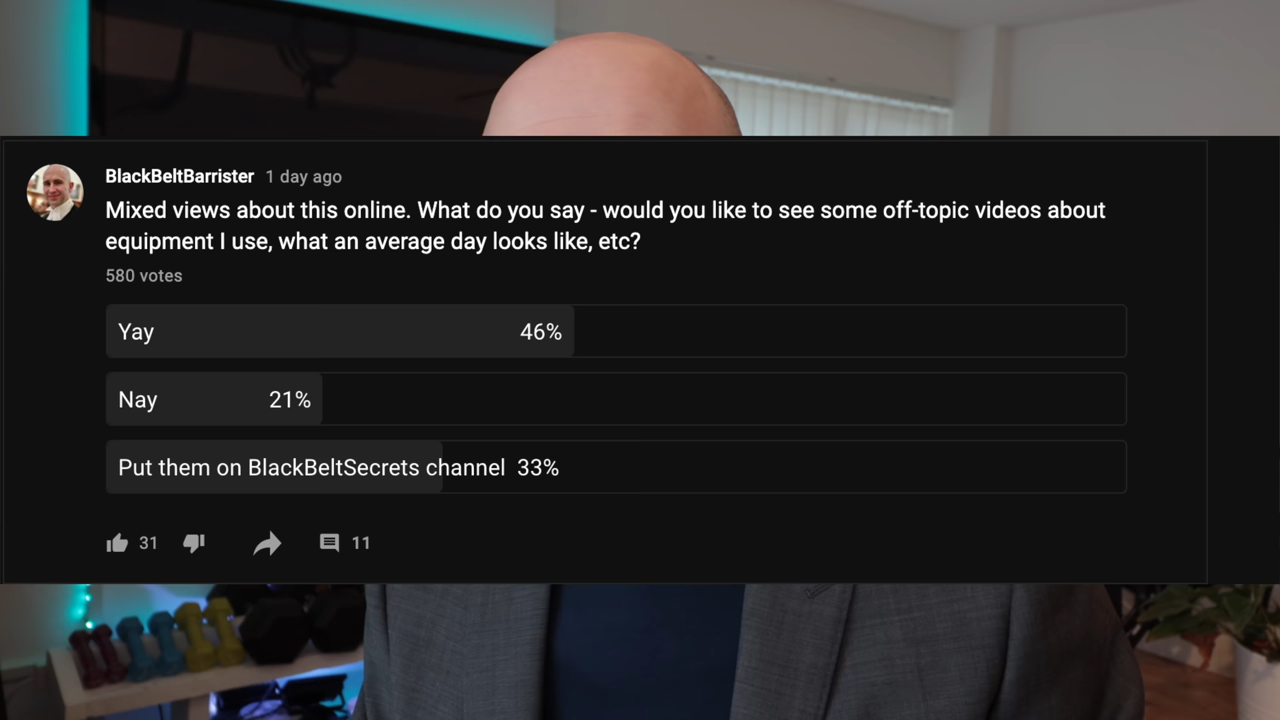 BlackBeltBarrister 1 day ago
Mixed views about this online. What do you say - would you like to see some off-topic videos about
equipment I use, what an average day looks like, etc?
580 votes
Yay 46%
Nay 21%
Put them on BlackBeltSecrets channel 33%
31 11